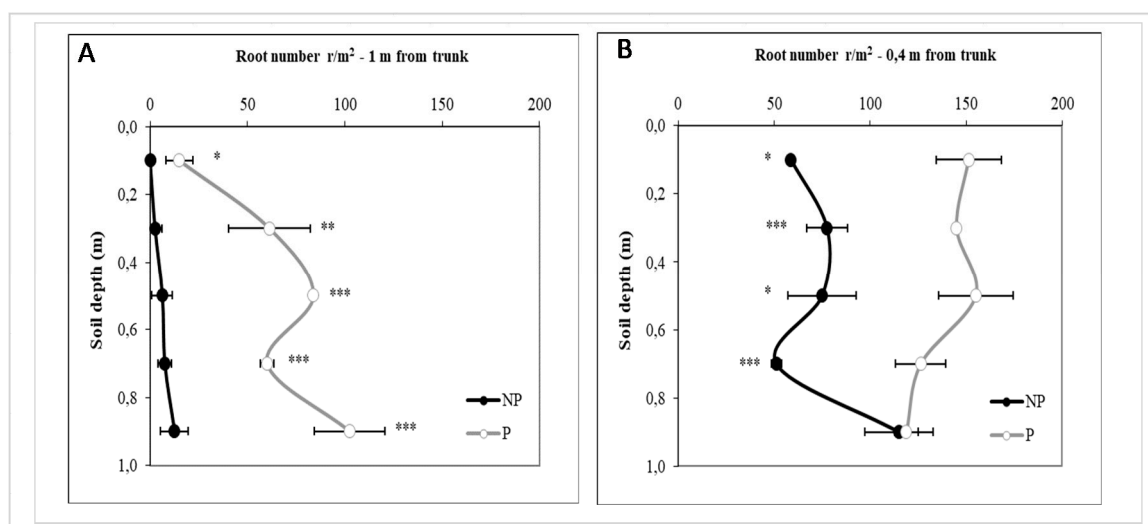 A
Root number r/m² - 1 m from trunk
0 50 100 150 200
0,0
0,2
0,4
0,6
0,8
1,0
Soil depth (m)
*
**
***
***
***
NP
P
B
Root number r/m² - 0,4 m from trunk
0 50 100 150 200
0,0
0,2
0,4
0,6
0,8
1,0
Soil depth (m)
*
***
*
***
NP
P